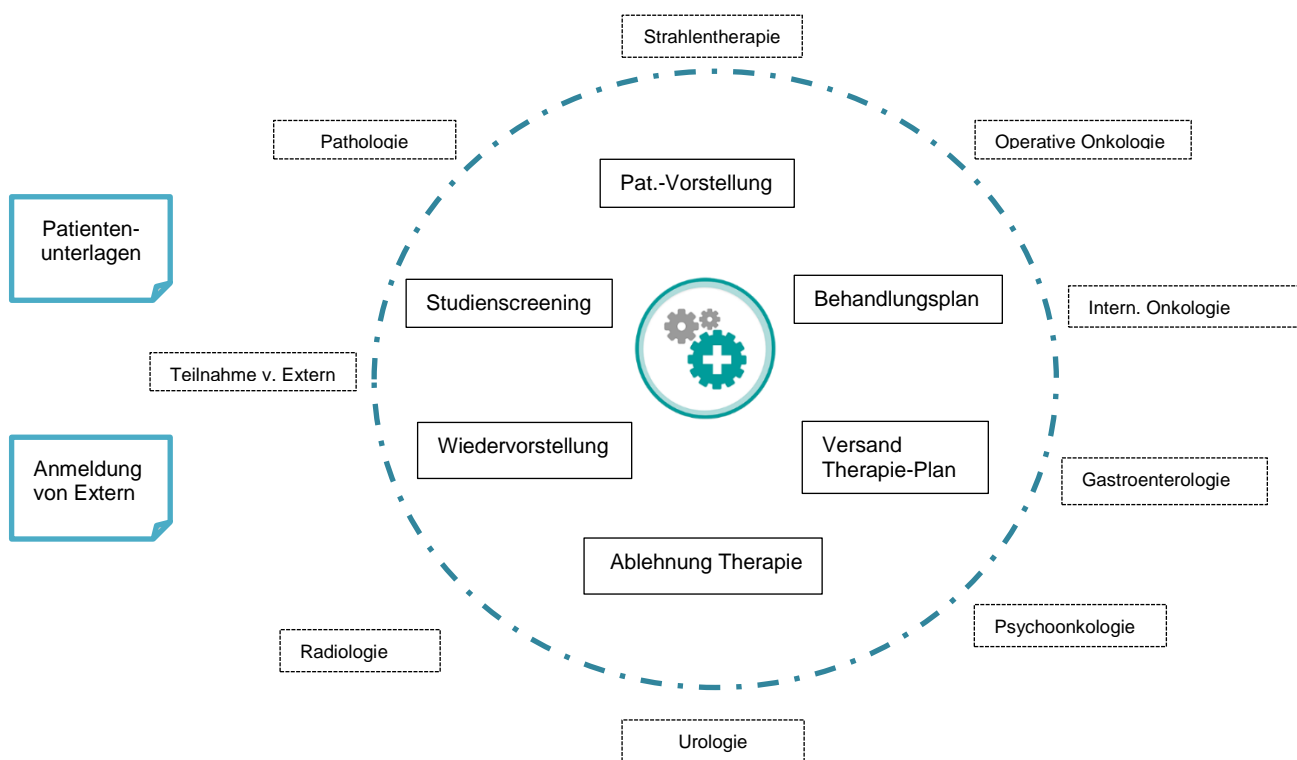 Strahlentherapie
Pathologie
Operative Onkologie
Pat.-Vorstellung
Patienten-
unterlagen
Studienscreening
Behandlungsplan
Intern. Onkologie
Teilnahme v. Extern
Wiedervorstellung
Versand
Therapie-Plan
Anmeldung
von Extern
Gastroenterologie
Ablehnung Therapie
Psychoonkologie
Radiologie
Urologie